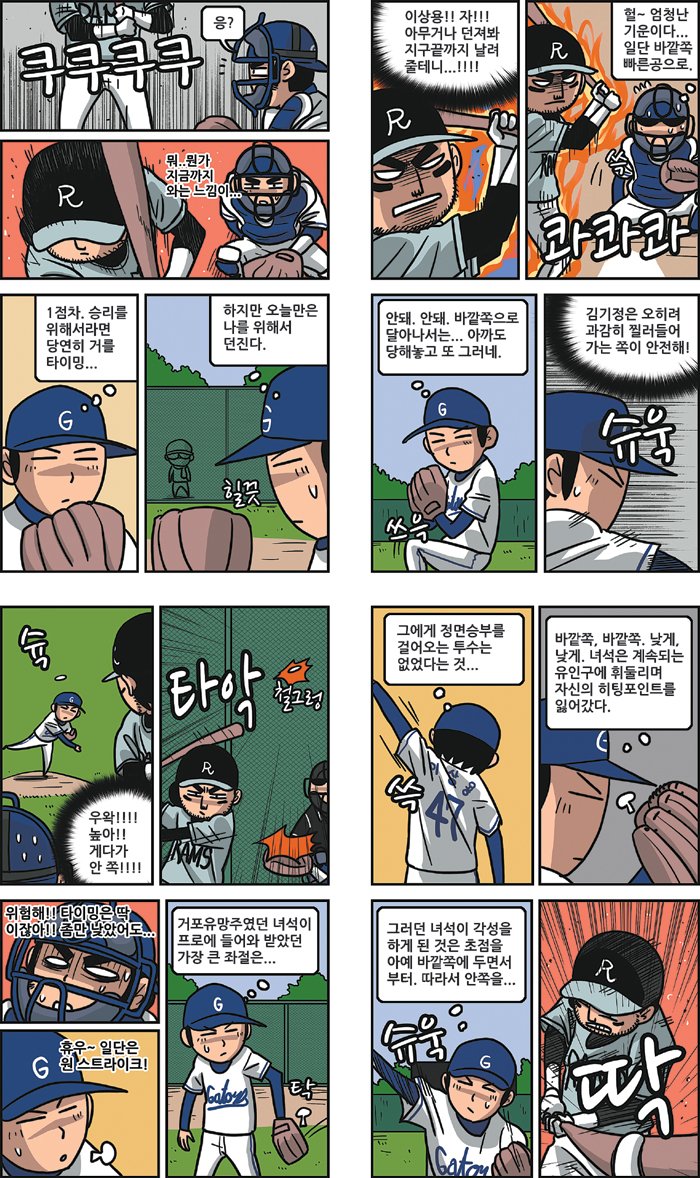 응?
쿠쿠쿠쿠
뭐..뭔가
지금까지
와는 느낌이...
이상용!! 자!!!
아무거나 던져봐
지구끝까지 날려
줄테니...!!!!
R
헐~ 엄청난
기운이다...
일단 바깥쪽
빠른공으로.
R
쓱
콰콰콰
R
1점차. 승리를
위해서라면
당연히 거를
타이밍...
G
하지만 오늘만은
나를 위해서
던진다.
G
힐끗
안돼. 안돼. 바깥쪽으로
달아나서는... 아까도
당해놓고 또 그러네.
G
쓰윽
김기정은 오히려
과감히 찔러들어
가는 쪽이 안전해!
슈욱
슉
G
우왁!!!!
높아!!
게다가
안 쪽!!!!
타악
철그렁
R
RAMS
그에게 정면승부를
걸어오는 투수는
없었다는 것...
쓱
이상용
47
바깥쪽, 바깥쪽. 낮게,
낮게. 녀석은 계속되는
유인구에 휘둘리며
자신의 히팅포인트를
잃어갔다.
G
위험해!! 타이밍은 딱
이잖아!! 좀만 낮았어도...
휴우~ 일단은
원 스트라이크!
G
거포유망주였던 녀석이
프로에 들어와 받았던
가장 큰 좌절은...
G
탁
Gators
그러던 녀석이 각성을
하게 된 것은 초점을
아예 바깥쪽에 두면서
부터. 따라서 안쪽을...
슈욱
G
Gators
R
딱